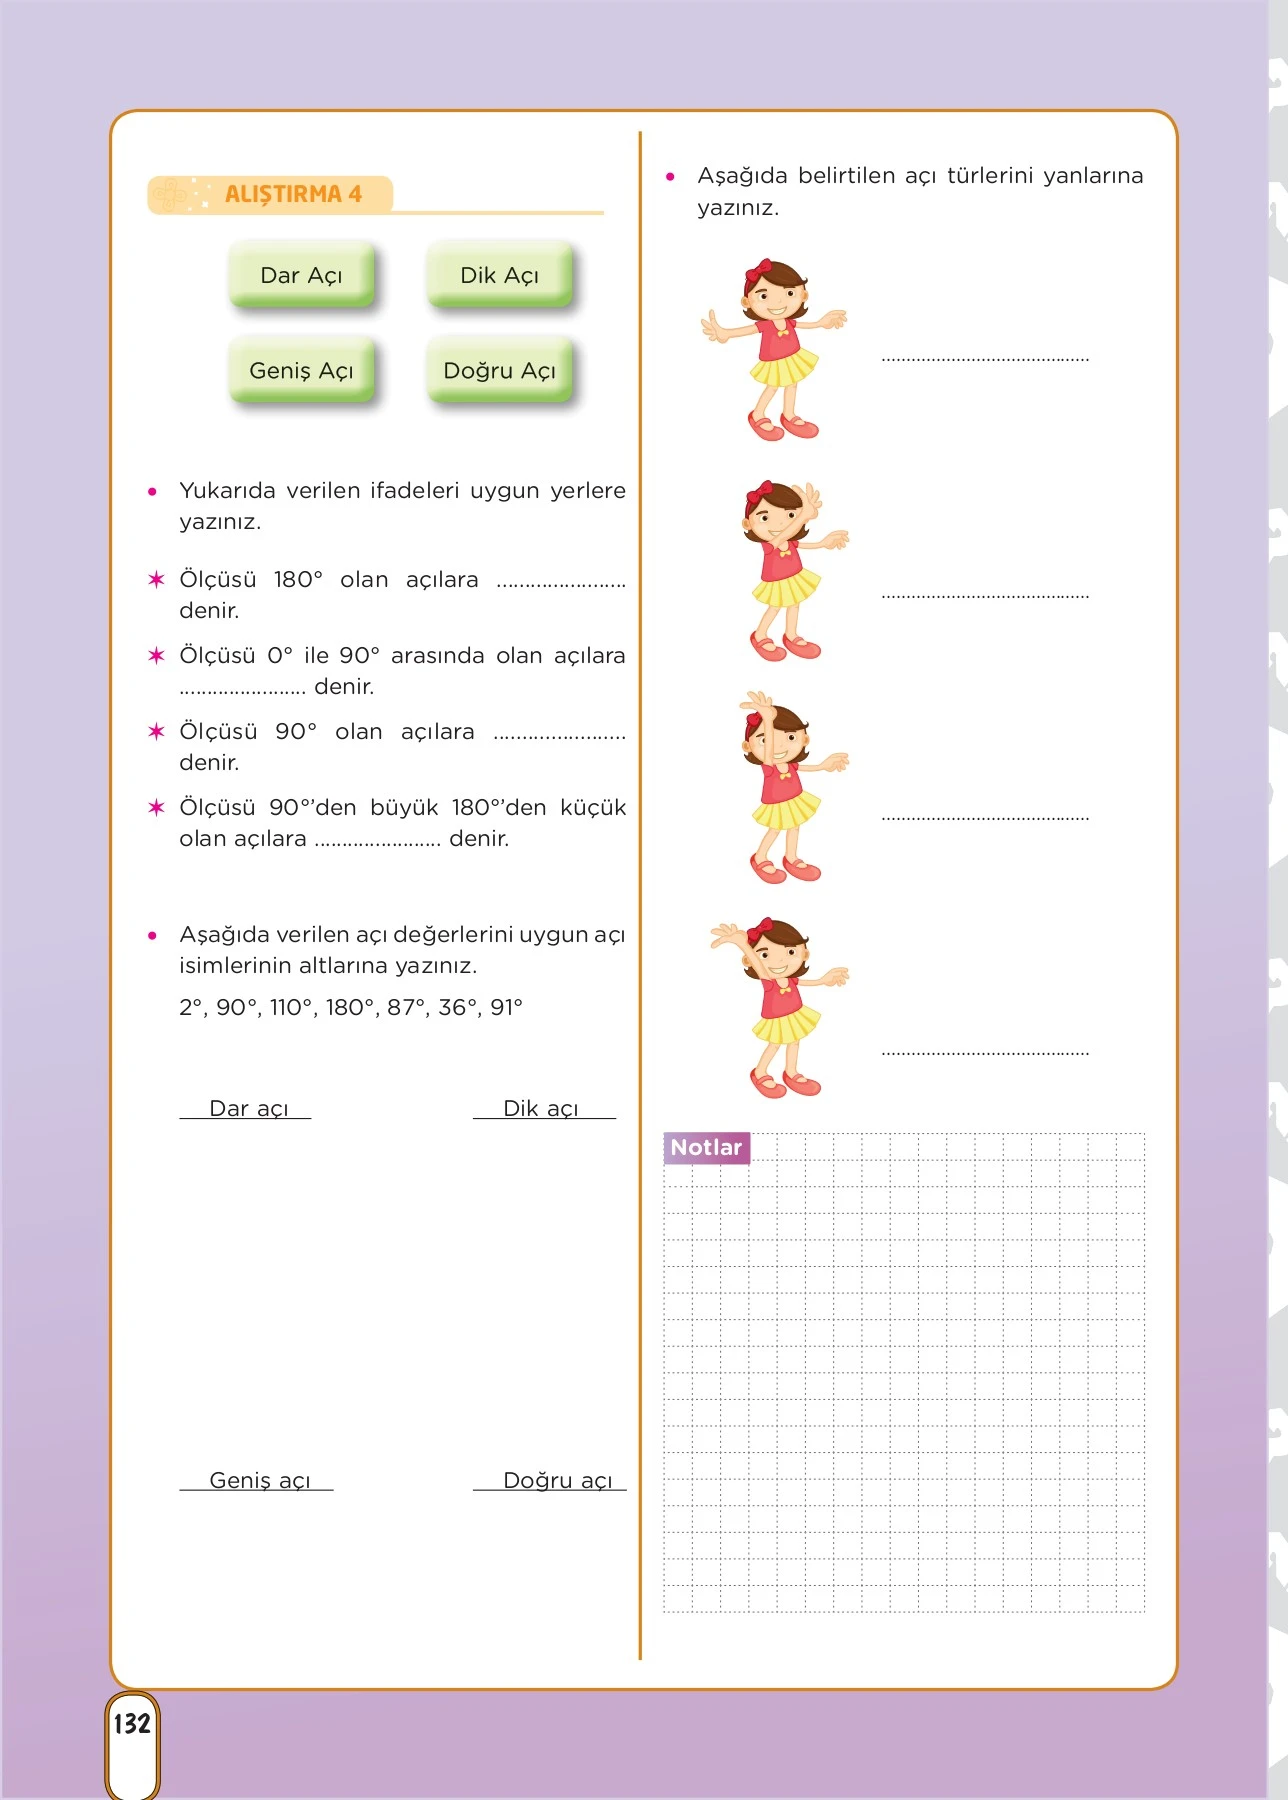 ALIŞTIRMA 4
Dar Açı
Dik Açı
Geniş Açı
Doğru Açı
• Yukarıda verilen ifadeleri uygun yerlere
yazınız.
✶ Ölçüsü 180° olan açılara .......................
denir.
✶ Ölçüsü 0° ile 90° arasında olan açılara
....................... denir.
✶ Ölçüsü 90° olan açılara .......................
denir.
✶ Ölçüsü 90°’den büyük 180°’den küçük
olan açılara ....................... denir.
• Aşağıda verilen açı değerlerini uygun açı
isimlerinin altlarına yazınız.
2°, 90°, 110°, 180°, 87°, 36°, 91°
Dar açı
Dik açı
Geniş açı
Doğru açı
• Aşağıda belirtilen açı türlerini yanlarına
yazınız.
..........................................
..........................................
..........................................
..........................................
Notlar
132